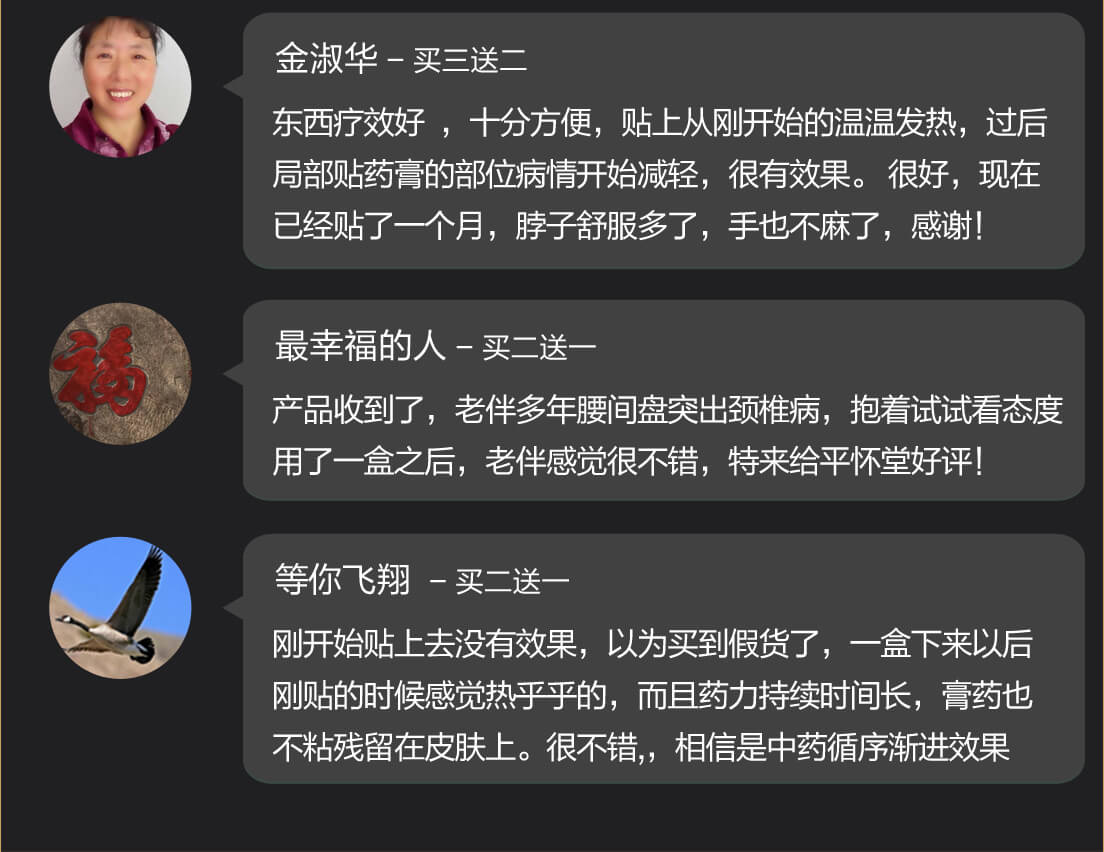 金淑华 – 买三送二
东西疗效好 ，十分方便，贴上从刚开始的温温发热，过后
局部贴药膏的部位病情开始减轻，很有效果。 很好，现在
已经贴了一个月，脖子舒服多了，手也不麻了，感谢！
福
最幸福的人 – 买二送一
产品收到了，老伴多年腰间盘突出颈椎病，抱着试试看态度
用了一盒之后，老伴感觉很不错，特来给平怀堂好评！
等你飞翔 – 买二送一
刚开始贴上去没有效果，以为买到假货了，一盒下来以后
刚贴的时候感觉热乎乎的，而且药力持续时间长，膏药也
不粘残留在皮肤上。很不错,，相信是中药循序渐进效果